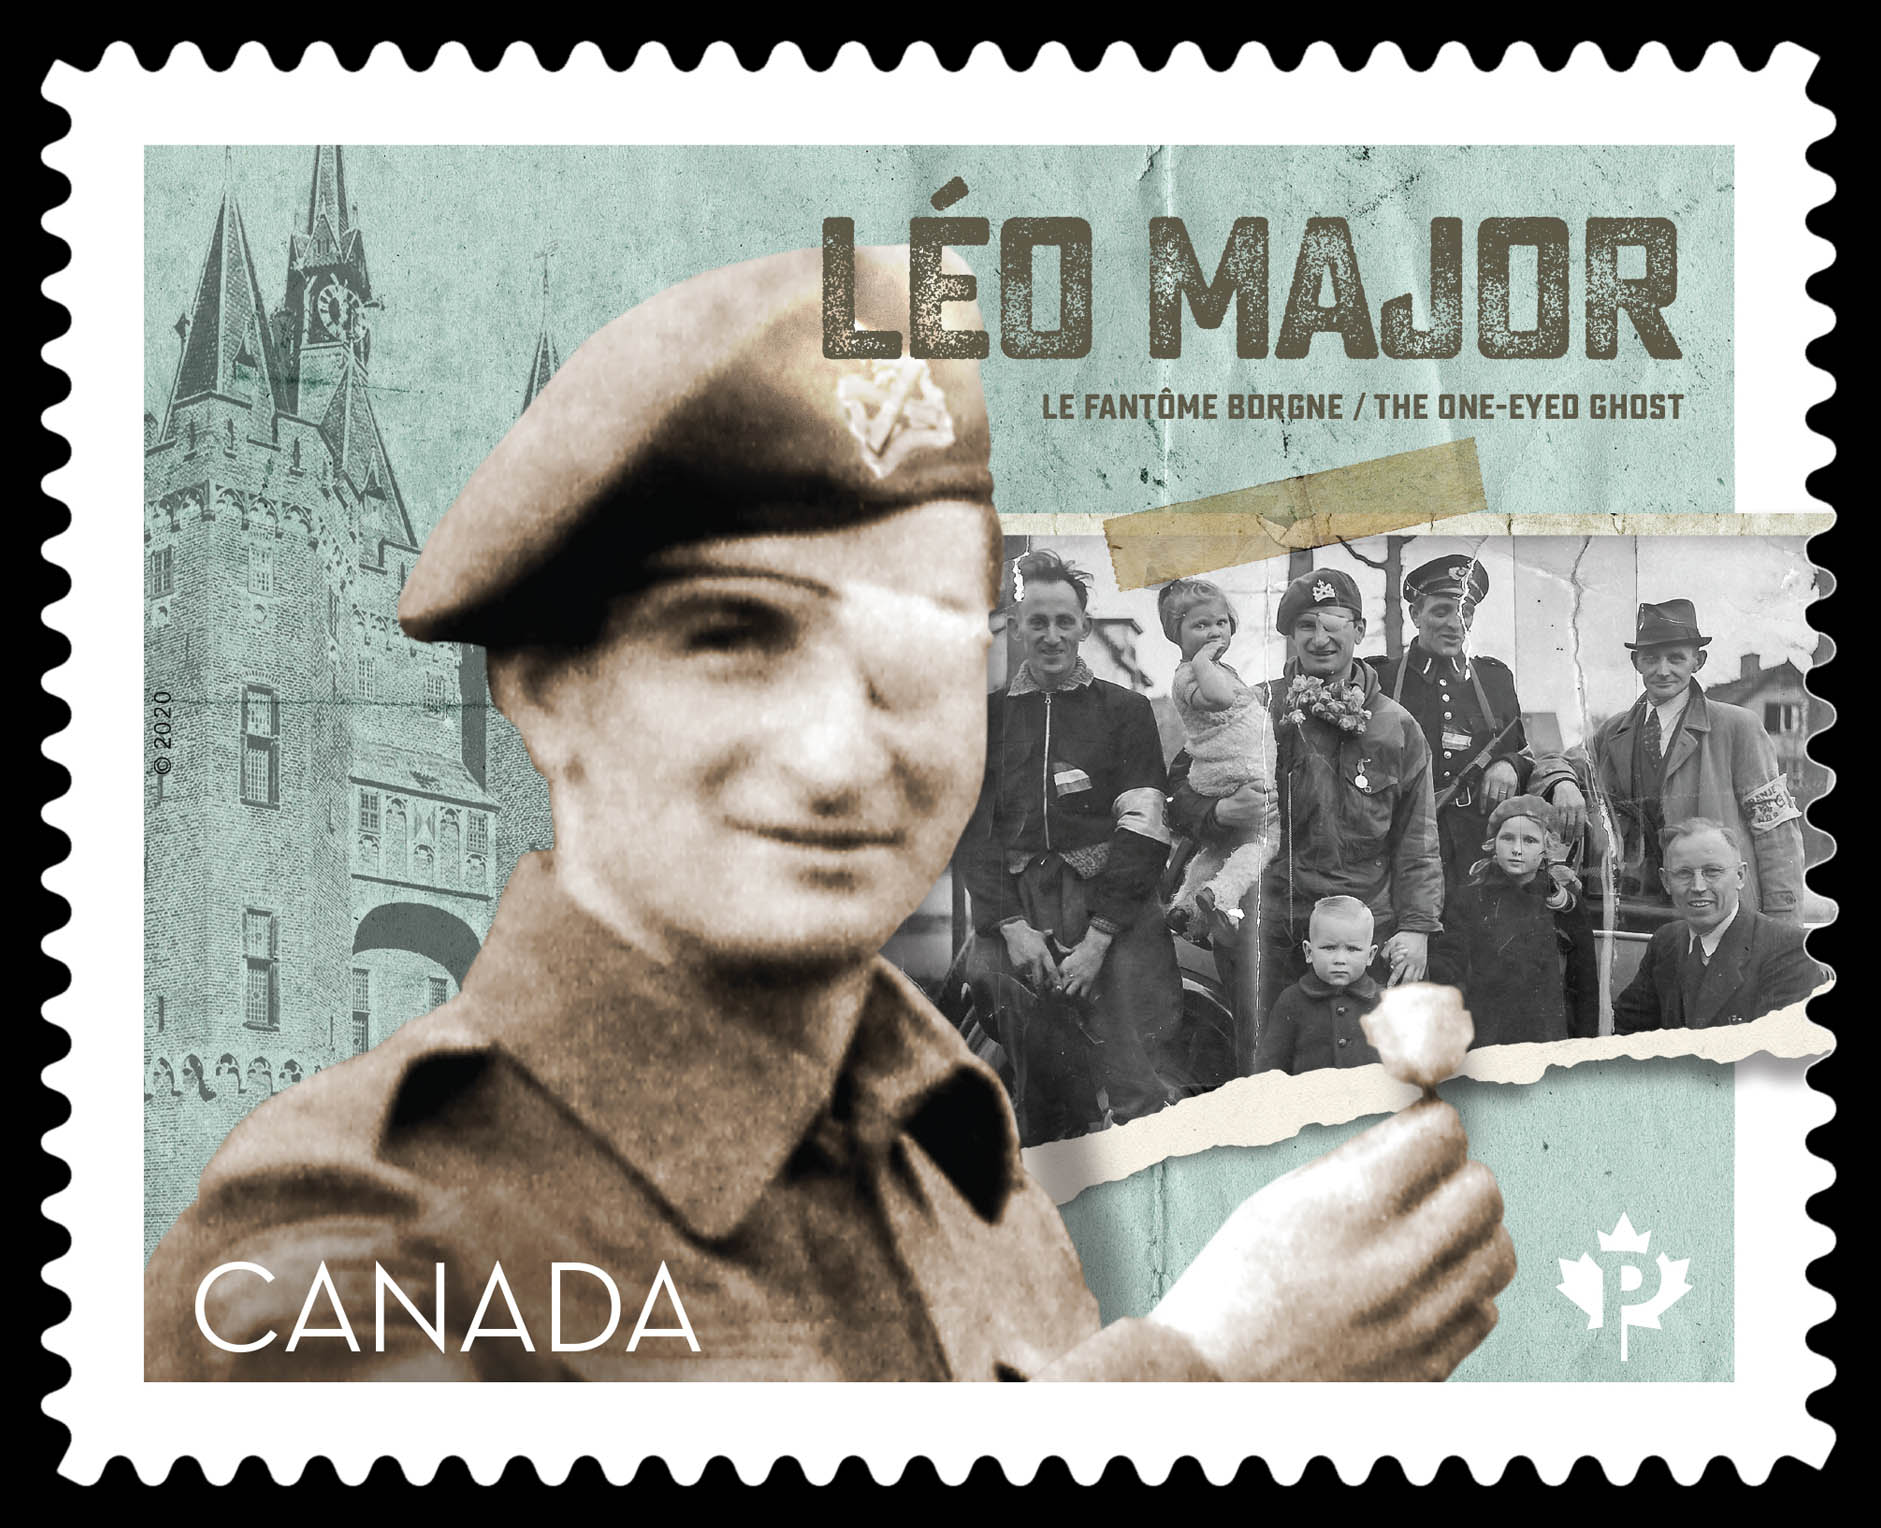 LÉO MAJOR
LE FANTÔME BORGNE / THE ONE-EYED GHOST
© 2020
CANADA
P